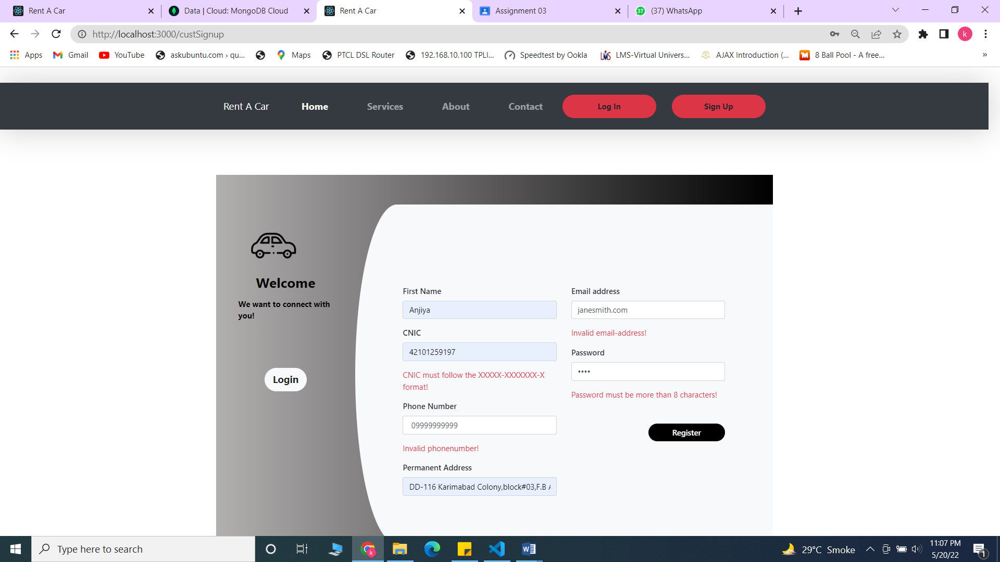 Rent A Car
Data | Cloud: MongoDB Cloud
Rent A Car
Assignment 03
37
(37) WhatsApp
http://localhost:3000/custSignup
k
Apps
Gmail
YouTube
askubuntu.com › qu...
Maps
PTCL DSL Router
192.168.10.100 TPLI...
Speedtest by Ookla
LMS-Virtual Univers...
AJAX Introduction (...
8 Ball Pool - A free...
»
Rent A Car
Home
Services
About
Contact
Log In
Sign Up
Welcome
We want to connect with
you!
Login
First Name
Anjiya
CNIC
42101259197
CNIC must follow the XXXXX-XXXXXXX-X
format!
Phone Number
09999999999
Invalid phonenumber!
Permanent Address
DD-116 Karimabad Colony,block#03,F.B
Email address
janesmith.com
Invalid email-address!
Password
••••
Password must be more than 8 characters!
Register
Type here to search
k
29°C Smoke
11:07 PM
5/20/22
1